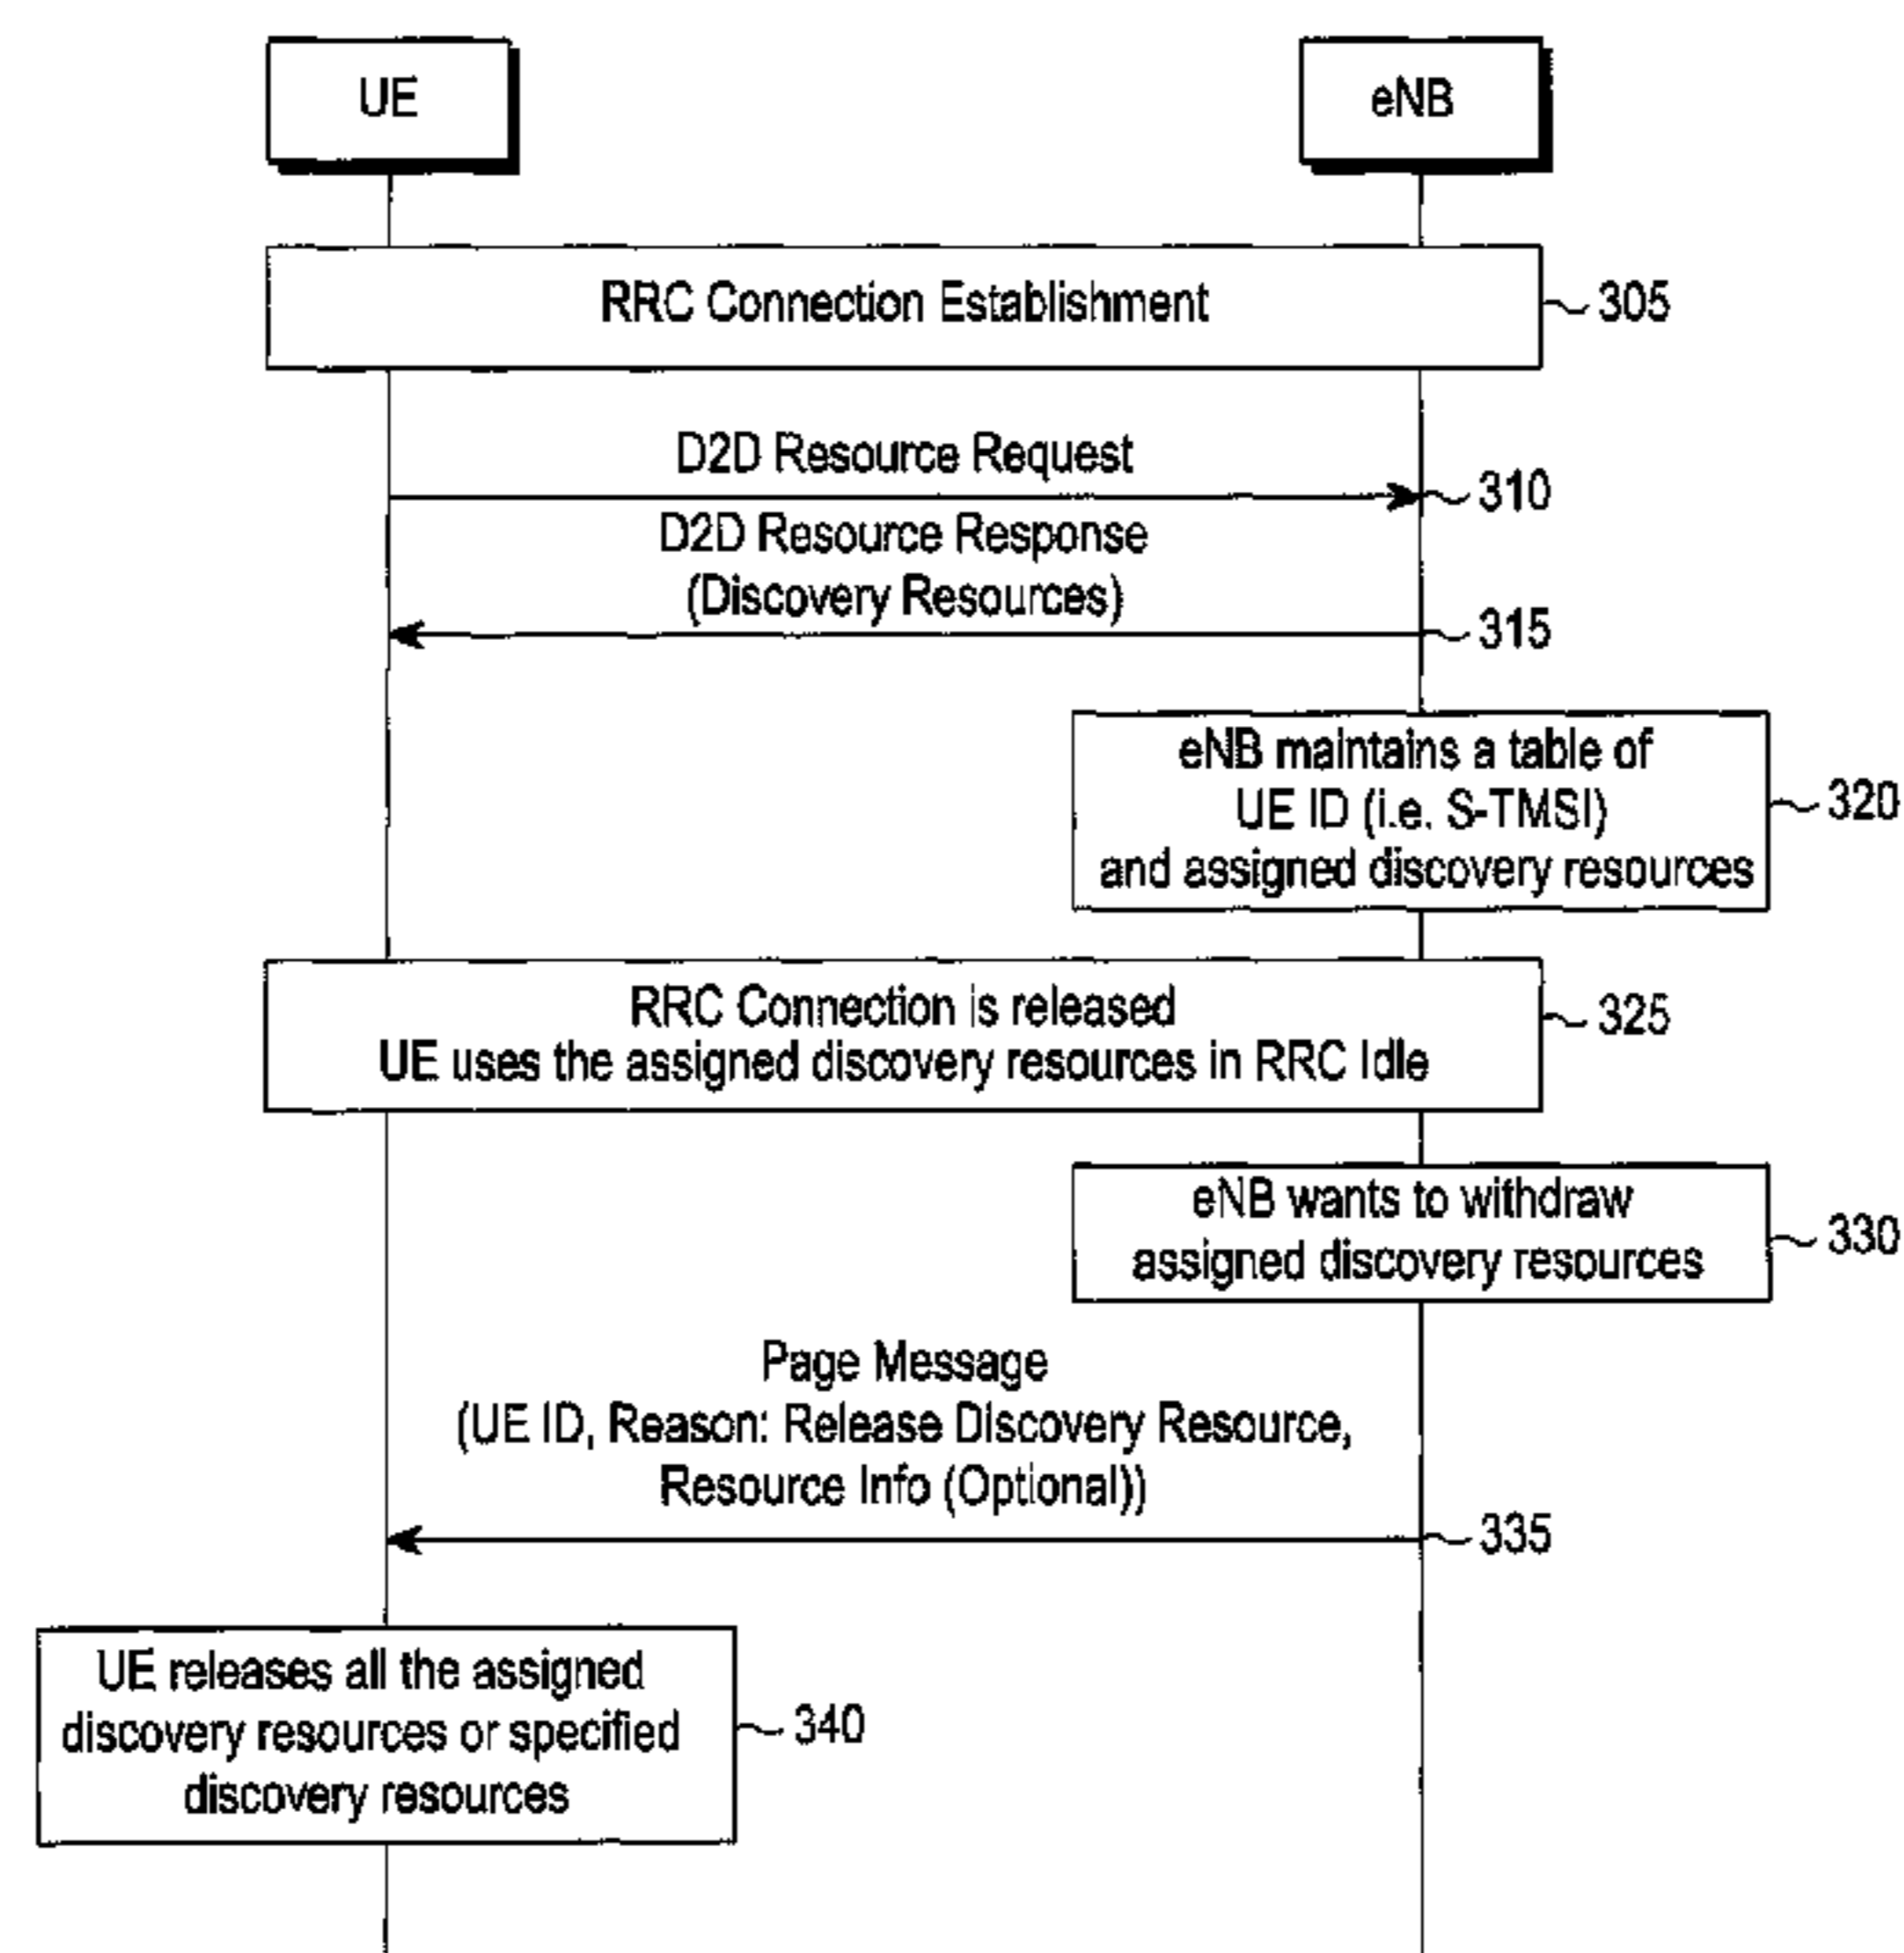 UE
eNB
RRC Connection Establishment
305
D2D Resource Request
310
D2D Resource Response
(Discovery Resources)
315
eNB maintains a table of
UE ID (i.e. S-TMSI)
and assigned discovery resources
320
RRC Connection is released
UE uses the assigned discovery resources in RRC Idle
325
eNB wants to withdraw
assigned discovery resources
330
Page Message
(UE ID, Reason: Release Discovery Resource,
Resource Info (Optional))
335
UE releases all the assigned
discovery resources or specified
discovery resources
340